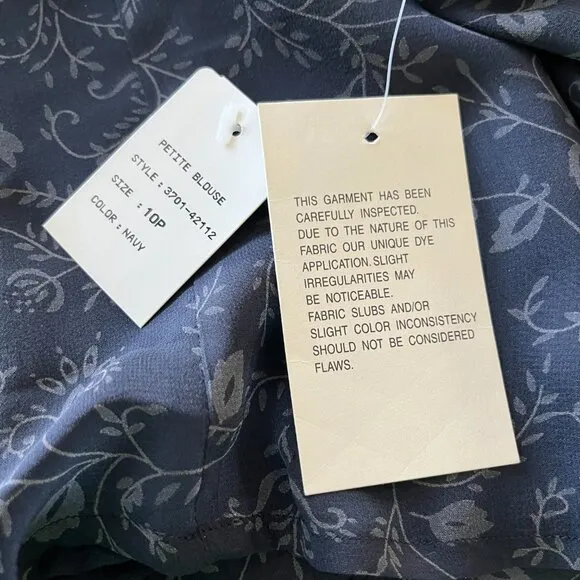 PETITE BLOUSE
STYLE : 3701-42112
SIZE : 10P
COLOR : NAVY
THIS GARMENT HAS BEEN
CAREFULLY INSPECTED.
DUE TO THE NATURE OF THIS
FABRIC OUR UNIQUE DYE
APPLICATION. SLIGHT
IRREGULARITIES MAY
BE NOTICEABLE.
FABRIC SLUBS AND/OR
SLIGHT COLOR INCONSISTENCY
SHOULD NOT BE CONSIDERED
FLAWS.